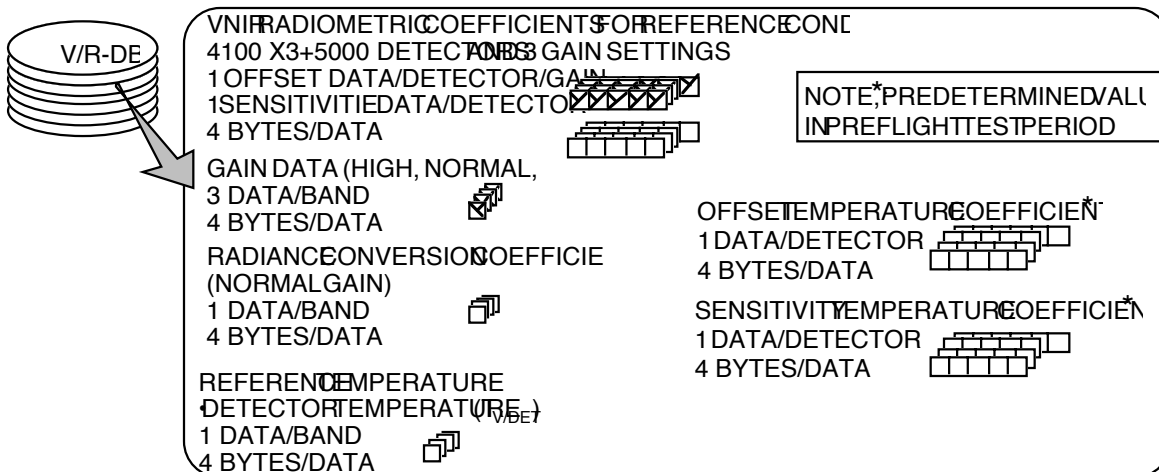 V/R-DE
VNIR RADIOMETRIC COEFFICIENTS FOR REFERENCE COND
4100 X3+5000 DETECTORS AND 3 GAIN SETTINGS
1 OFFSET DATA/DETECTOR/GAIN
1 SENSITIVITIE DATA/DETECTOR
4 BYTES/DATA
GAIN DATA (HIGH, NORMAL,
3 DATA/BAND
4 BYTES/DATA
RADIANCE CONVERSION COEFFICIE
(NORMAL GAIN)
1 DATA/BAND
4 BYTES/DATA
REFERENCE TEMPERATURE
•DETECTOR TEMPERATURE (T V/DET)
1 DATA/BAND
4 BYTES/DATA
NOTE, * PREDETERMINED VALU
IN PREFLIGHT TEST PERIOD
OFFSET TEMPERATURE COEFFICIENT*
1 DATA/DETECTOR
4 BYTES/DATA
SENSITIVITY TEMPERATURE COEFFICIEN*
1 DATA/DETECTOR
4 BYTES/DATA